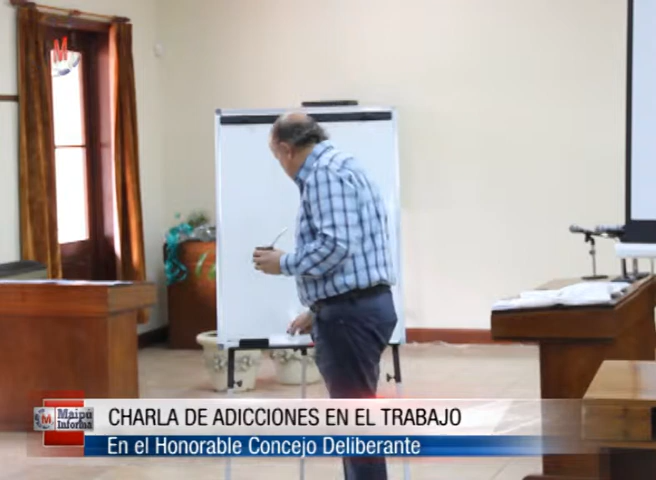 M
M
Maipú
Informa
CHARLA DE ADICCIONES EN EL TRABAJO
En el Honorable Concejo Deliberante